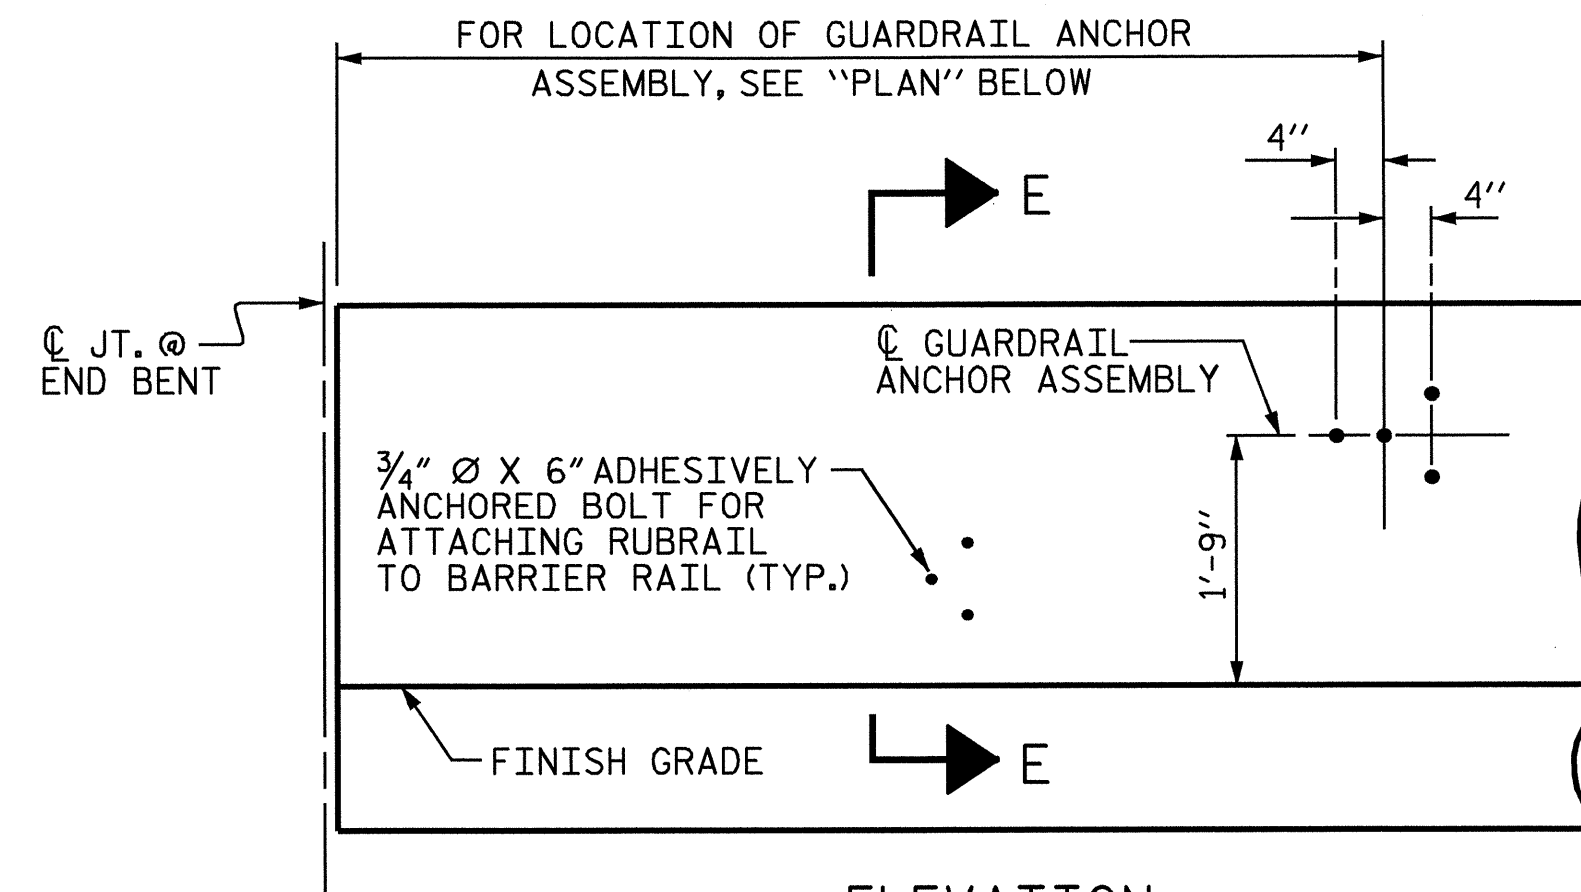 FOR LOCATION OF GUARDRAIL ANCHOR
ASSEMBLY, SEE "PLAN" BELOW
4"
4"
E
℄ JT. @
END BENT
℄ GUARDRAIL
ANCHOR ASSEMBLY
3/4" Ø X 6" ADHESIVELY
ANCHORED BOLT FOR
ATTACHING RUBRAIL
TO BARRIER RAIL (TYP.)
1'-9"
FINISH GRADE
E
ELEVATION